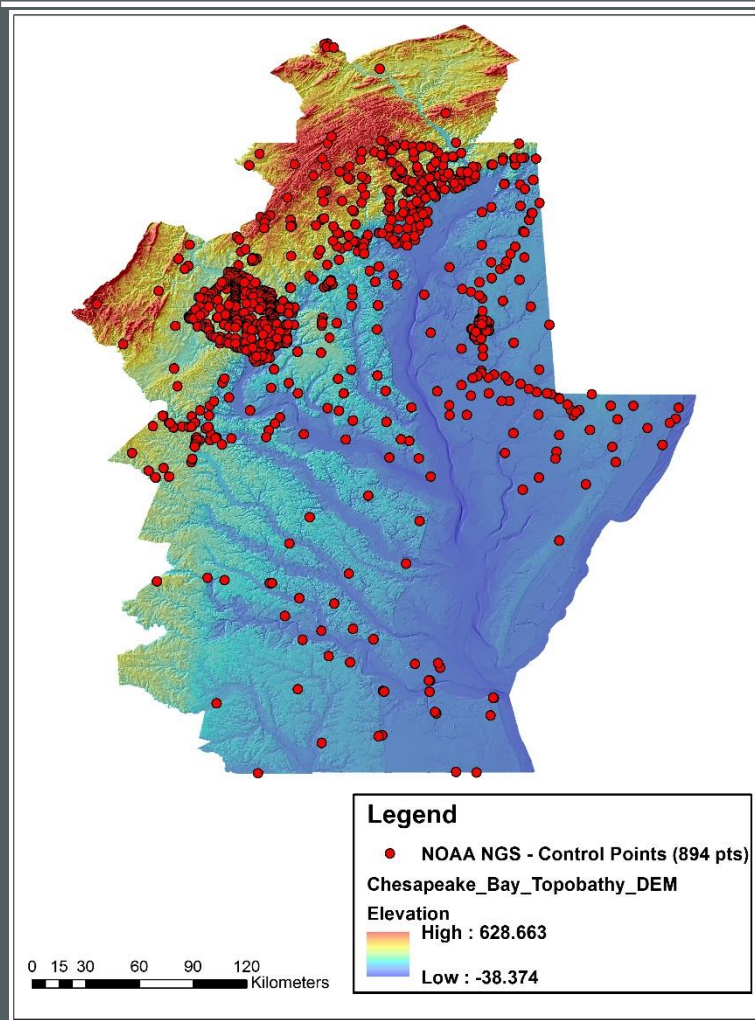 Legend
NOAA NGS - Control Points (894 pts)
Chesapeake_Bay_Topobathy_DEM
Elevation
High : 628.663
Low : -38.374
0 15 30 60 90 120
Kilometers